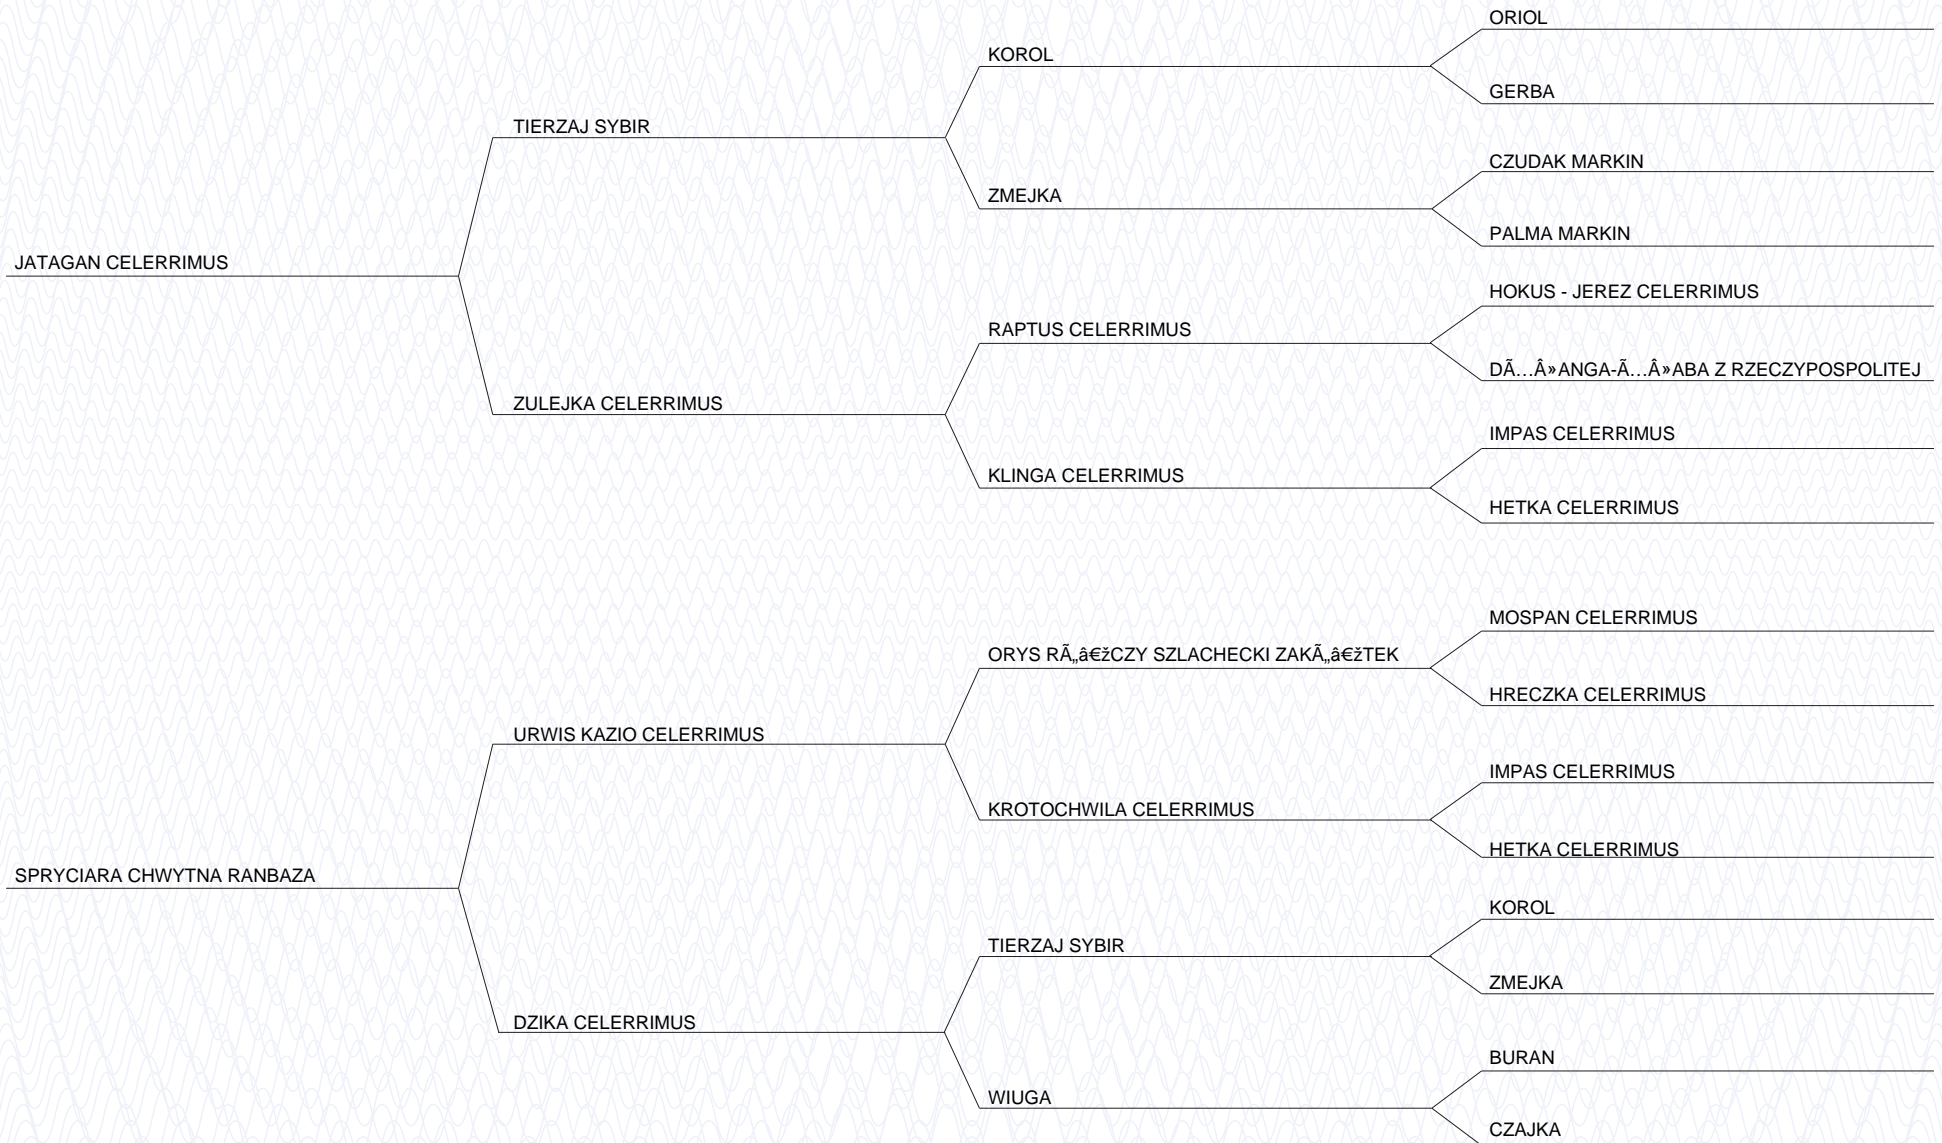 ORIOL
KOROL
GERBA
TIERZAJ SYBIR
CZUDAK MARKIN
ZMEJKA
PALMA MARKIN
JATAGAN CELERRIMUS
HOKUS - JEREZ CELERRIMUS
RAPTUS CELERRIMUS
DÃ…Â»ANGA-Ã…Â»ABA Z RZECZYPOSPOLITEJ
ZULEJKA CELERRIMUS
IMPAS CELERRIMUS
KLINGA CELERRIMUS
HETKA CELERRIMUS
MOSPAN CELERRIMUS
ORYS RÃ„â€žCZY SZLACHECKI ZAKÃ„â€žTEK
HRECZKA CELERRIMUS
URWIS KAZIO CELERRIMUS
IMPAS CELERRIMUS
KROTOCHWILA CELERRIMUS
HETKA CELERRIMUS
SPRYCIARA CHWYTNA RANBAZA
KOROL
TIERZAJ SYBIR
ZMEJKA
DZIKA CELERRIMUS
BURAN
WIUGA
CZAJKA